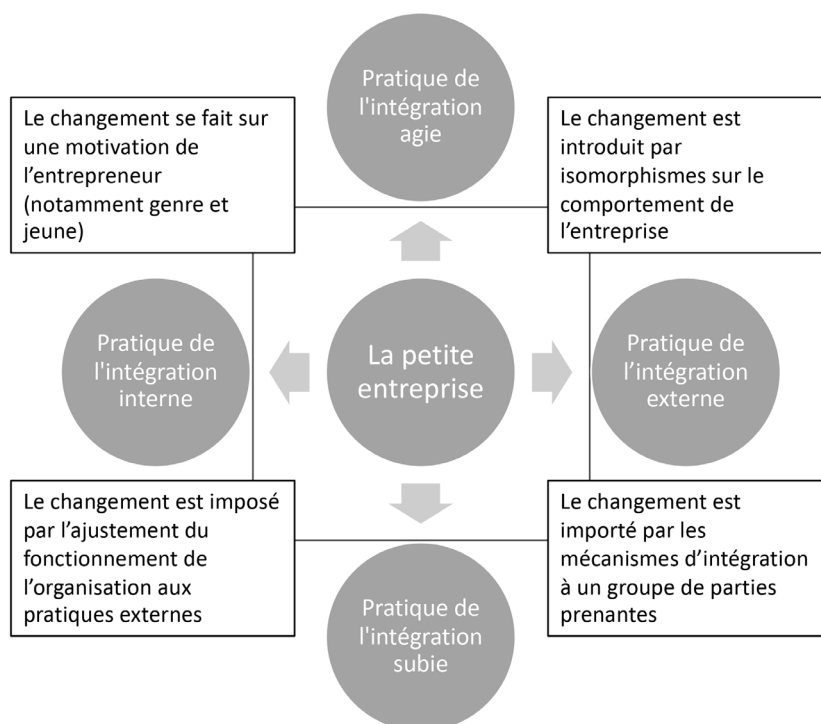 Pratique de
l'intégration
agie
Le changement se fait sur
une motivation de
l’entrepreneur
(notamment genre et
jeune)
Le changement est
introduit par
isomorphismes sur le
comportement de
l’entreprise
Pratique de
l'intégration
interne
La petite
entreprise
Pratique de
l’intégration
externe
Le changement est imposé
par l’ajustement du
fonctionnement de
l’organisation aux
pratiques externes
Le changement est
importé par les
mécanismes d’intégration
à un groupe de parties
prenantes
Pratique de
l'intégration
subie